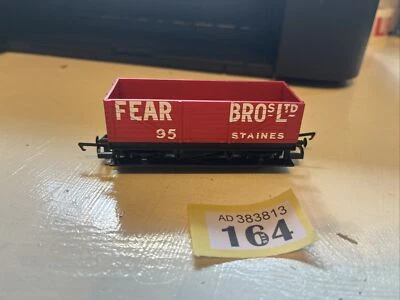 FEAR BROS LTD
95 STAINES
AD 383813
164